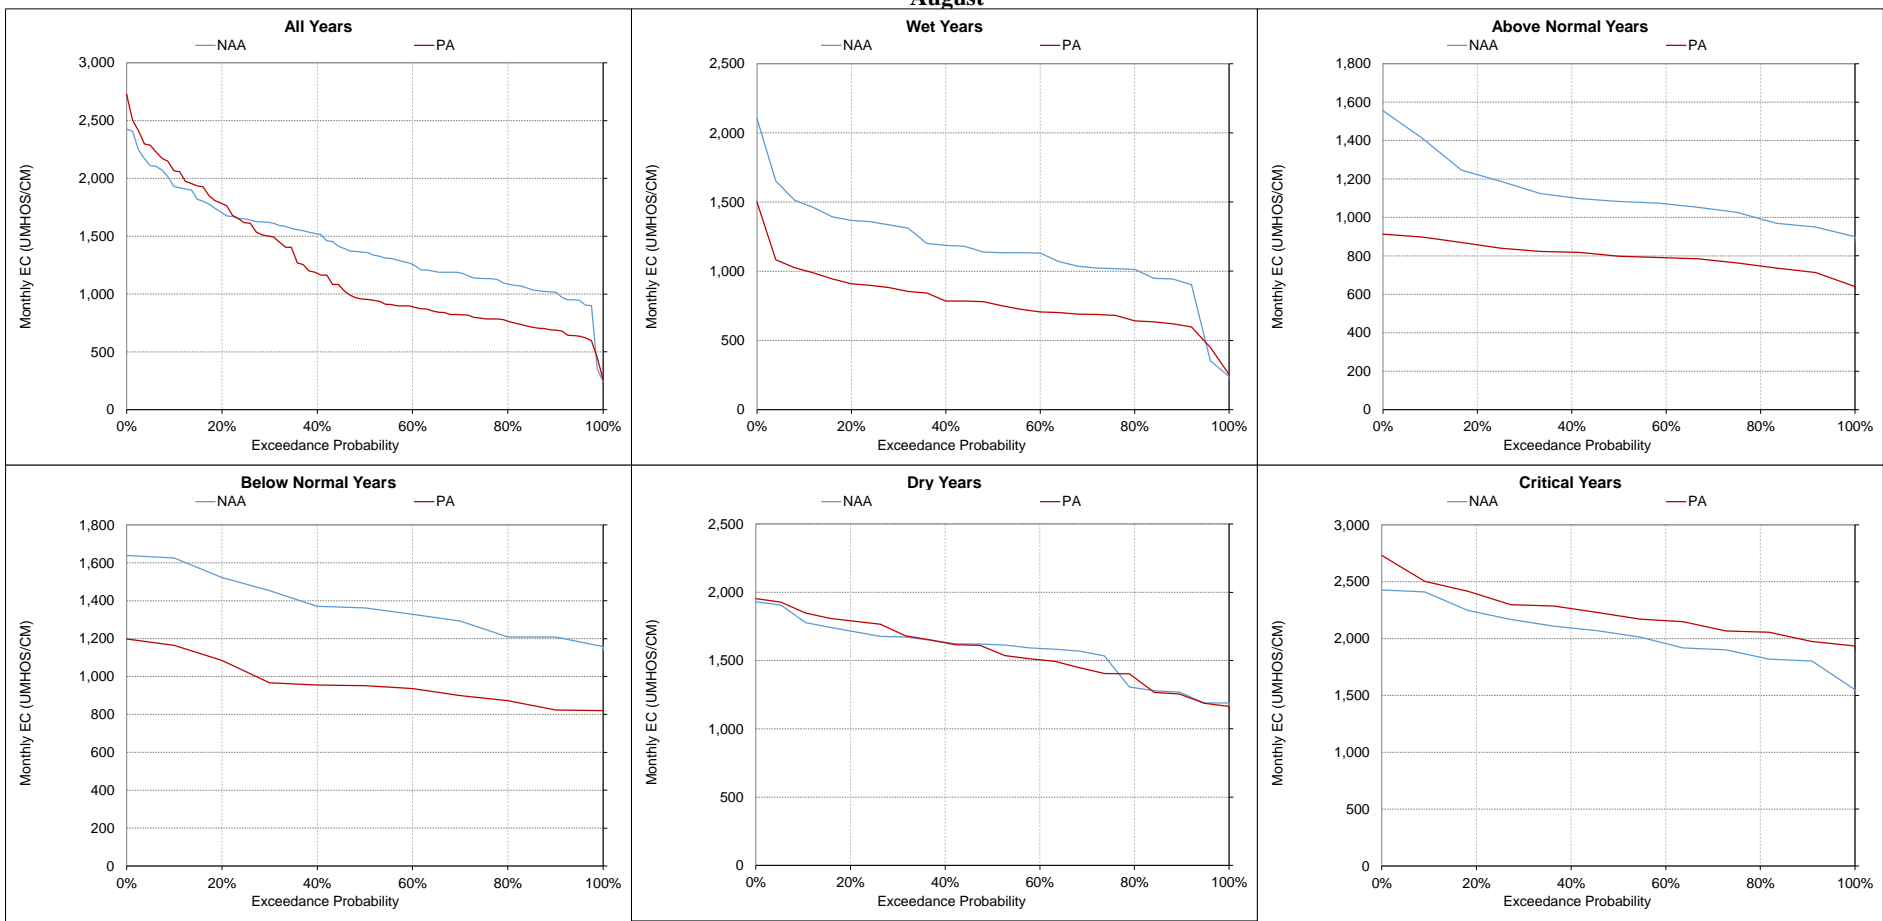 August
All Years
NAA PA
3,000
2,500
2,000
1,500
1,000
500
0
0% 20% 40% 60% 80% 100%
Exceedance Probability
Monthly EC (UMHOS/CM)
Wet Years
NAA PA
2,500
2,000
1,500
1,000
500
0
0% 20% 40% 60% 80% 100%
Exceedance Probability
Monthly EC (UMHOS/CM)
Above Normal Years
NAA PA
1,800
1,600
1,400
1,200
1,000
800
600
400
200
0
0% 20% 40% 60% 80% 100%
Exceedance Probability
Monthly EC (UMHOS/CM)
Below Normal Years
NAA PA
1,800
1,600
1,400
1,200
1,000
800
600
400
200
0
0% 20% 40% 60% 80% 100%
Exceedance Probability
Monthly EC (UMHOS/CM)
Dry Years
NAA PA
2,500
2,000
1,500
1,000
500
0
0% 20% 40% 60% 80% 100%
Exceedance Probability
Monthly EC (UMHOS/CM)
Critical Years
NAA PA
3,000
2,500
2,000
1,500
1,000
500
0
0% 20% 40% 60% 80% 100%
Exceedance Probability
Monthly EC (UMHOS/CM)